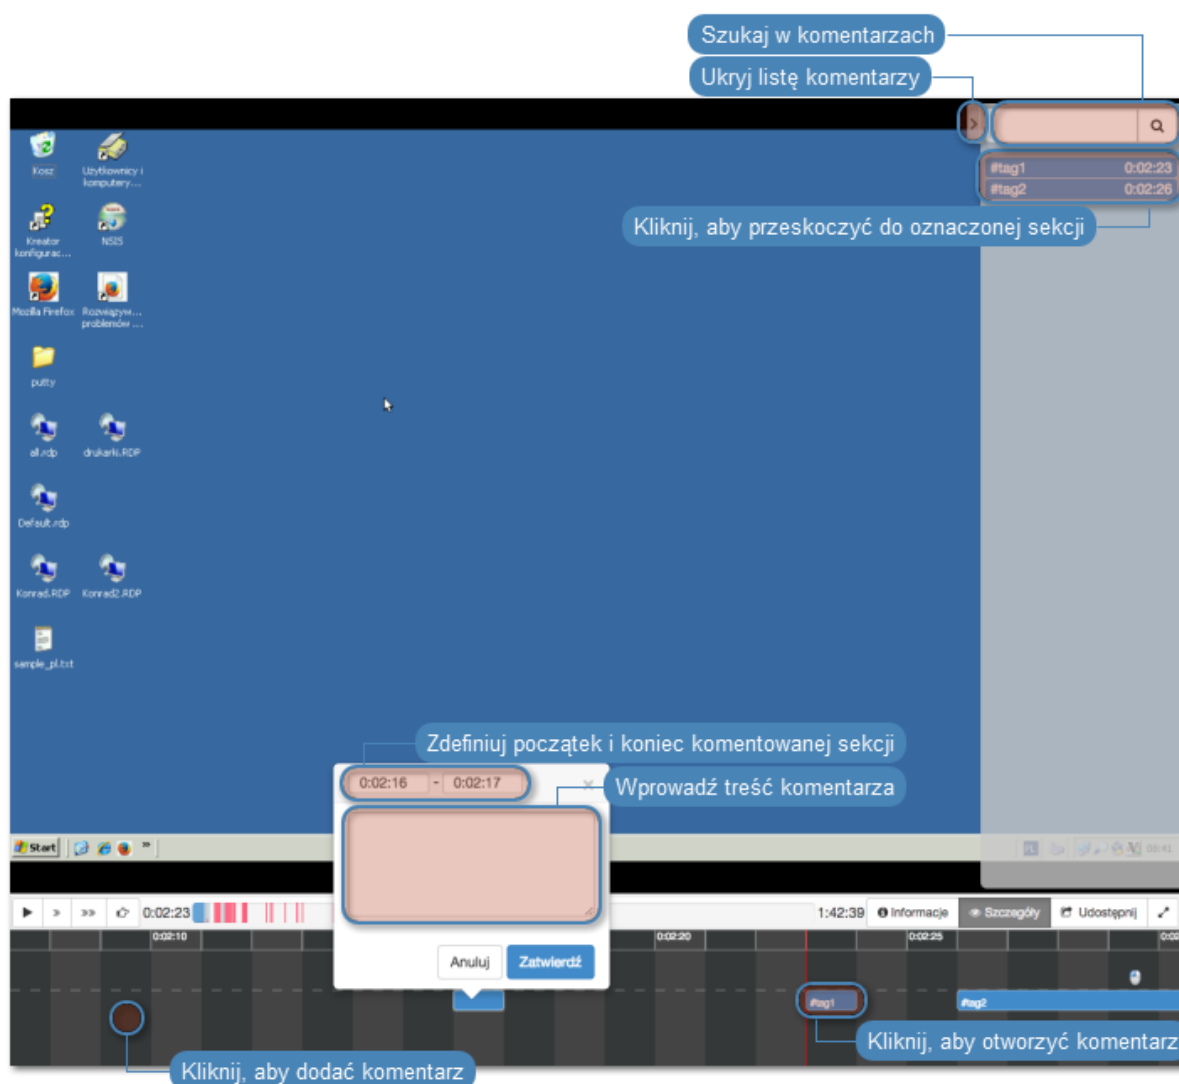 Szukaj w komentarzach
Ukryj listę komentarzy
#tag1 0:02:23
#tag2 0:02:26
Kliknij, aby przeskoczyć do oznaczonej sekcji
Kosz
Użytkownicy i komputery...
Kreator konfigurac...
NSIS
Mozilla Firefox
Rozwiązyw... problemów ...
putty
all.rdp
drukarki.RDP
Default.rdp
Konrad.RDP
Konrad2.RDP
sample_pl.txt
Zdefiniuj początek i koniec komentowanej sekcji
0:02:16 - 0:02:17
Wprowadź treść komentarza
Start
PL
03:41
0:02:23
1:42:39
Informacje
Szczegóły
Udostępnij
0:02:10
0:02:20
0:02:25
Anuluj
Zatwierdź
#tag1
#tag2
Kliknij, aby otworzyć komentarz
Kliknij, aby dodać komentarz